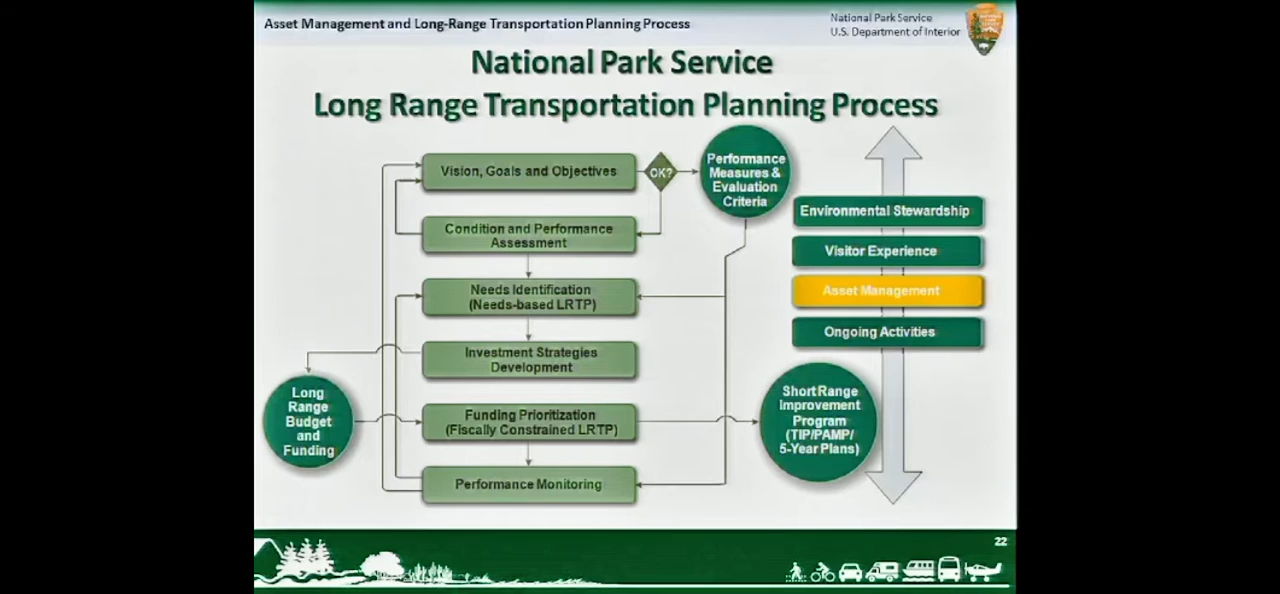 Asset Management and Long-Range Transportation Planning Process
National Park Service
U.S. Department of Interior
National Park Service
Long Range Transportation Planning Process
Vision, Goals and Objectives
OK?
Performance
Measures &
Evaluation
Criteria
Condition and Performance
Assessment
Needs Identification
(Needs-based LRTP)
Investment Strategies
Development
Long
Range
Budget
and
Funding
Funding Prioritization
(Fiscally Constrained LRTP)
Performance Monitoring
Environmental Stewardship
Visitor Experience
Asset Management
Ongoing Activities
Short Range
Improvement
Program
(TIP/PAMP/
5-Year Plans)
22